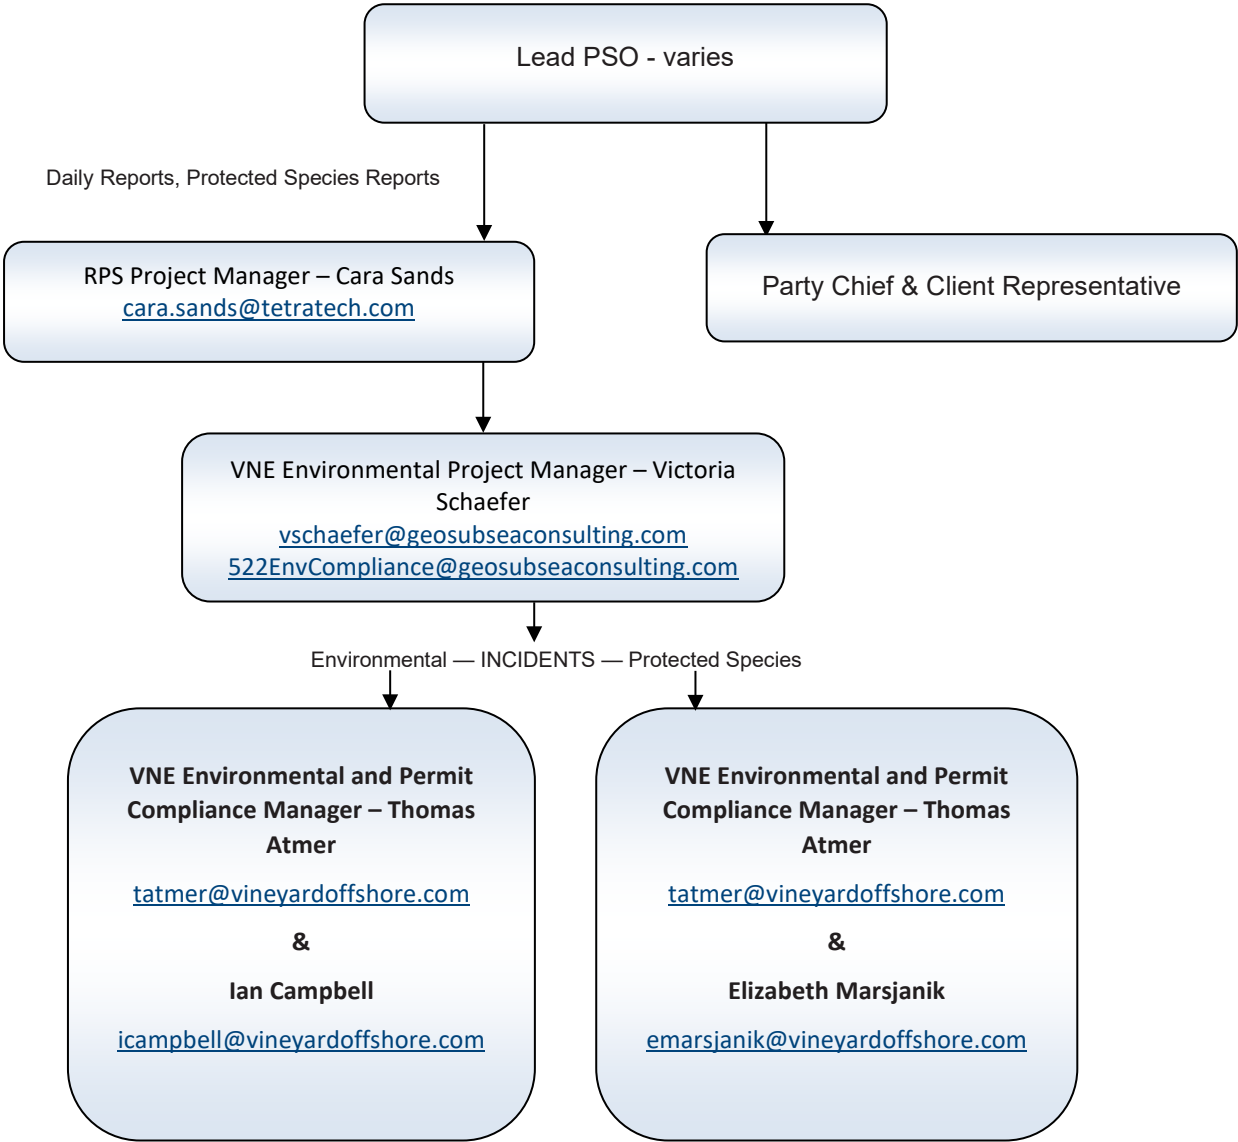 Lead PSO - varies
Daily Reports, Protected Species Reports
RPS Project Manager – Cara Sands
cara.sands@tetratech.com
Party Chief & Client Representative
VNE Environmental Project Manager – Victoria
Schaefer
vschaefer@geosubseaconsulting.com
522EnvCompliance@geosubseaconsulting.com
Environmental — INCIDENTS — Protected Species
VNE Environmental and Permit
Compliance Manager – Thomas
Atmer
tatmer@vineyardoffshore.com
&
Ian Campbell
icampbell@vineyardoffshore.com
VNE Environmental and Permit
Compliance Manager – Thomas
Atmer
tatmer@vineyardoffshore.com
&
Elizabeth Marsjanik
emarsjanik@vineyardoffshore.com